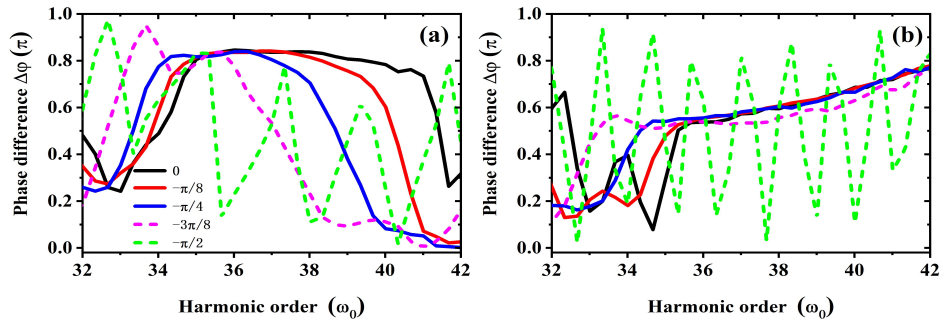 (a)
Phase difference Δφ (π)
1.0
0.8
0.6
0.4
0.2
0.0
0
−π/8
−π/4
−3π/8
−π/2
32 34 36 38 40 42
Harmonic order (ω₀)
(b)
Phase difference Δφ (π)
1.0
0.8
0.6
0.4
0.2
0.0
32 34 36 38 40 42
Harmonic order (ω₀)